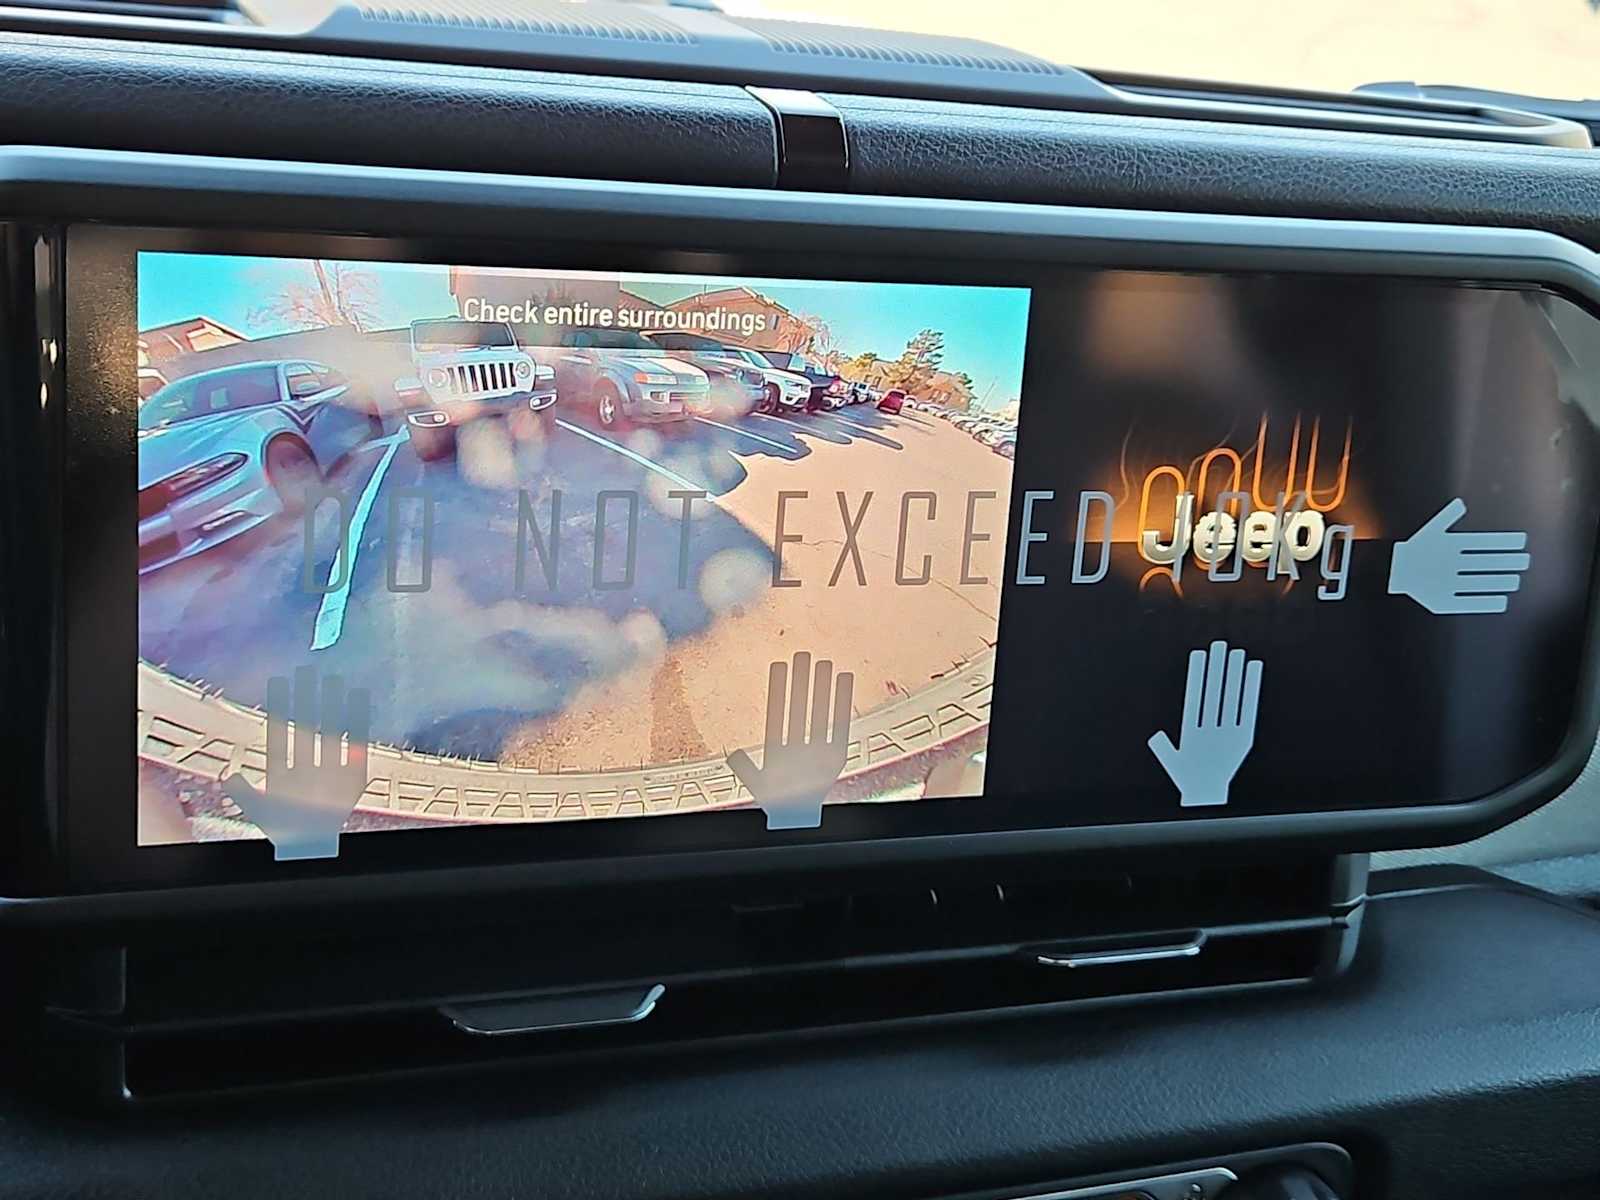 Check entire surroundings
DO NOT EXCEED 10Kg
Jeep